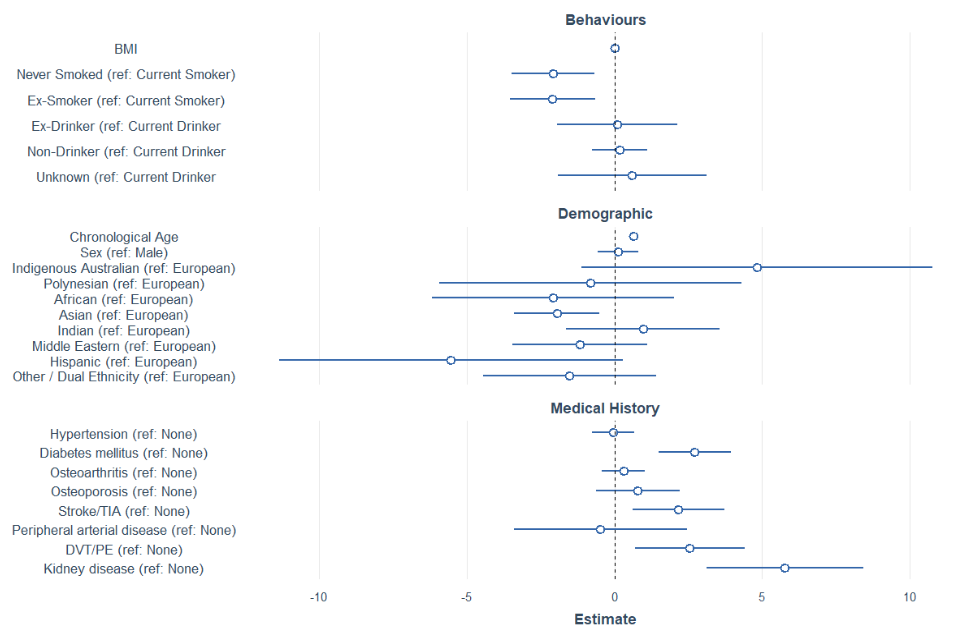 Behaviours
BMI
Never Smoked (ref: Current Smoker)
Ex-Smoker (ref: Current Smoker)
Ex-Drinker (ref: Current Drinker
Non-Drinker (ref: Current Drinker
Unknown (ref: Current Drinker
Demographic
Chronological Age
Sex (ref: Male)
Indigenous Australian (ref: European)
Polynesian (ref: European)
African (ref: European)
Asian (ref: European)
Indian (ref: European)
Middle Eastern (ref: European)
Hispanic (ref: European)
Other / Dual Ethnicity (ref: European)
Medical History
Hypertension (ref: None)
Diabetes mellitus (ref: None)
Osteoarthritis (ref: None)
Osteoporosis (ref: None)
Stroke/TIA (ref: None)
Peripheral arterial disease (ref: None)
DVT/PE (ref: None)
Kidney disease (ref: None)
-10 -5 0 5 10
Estimate